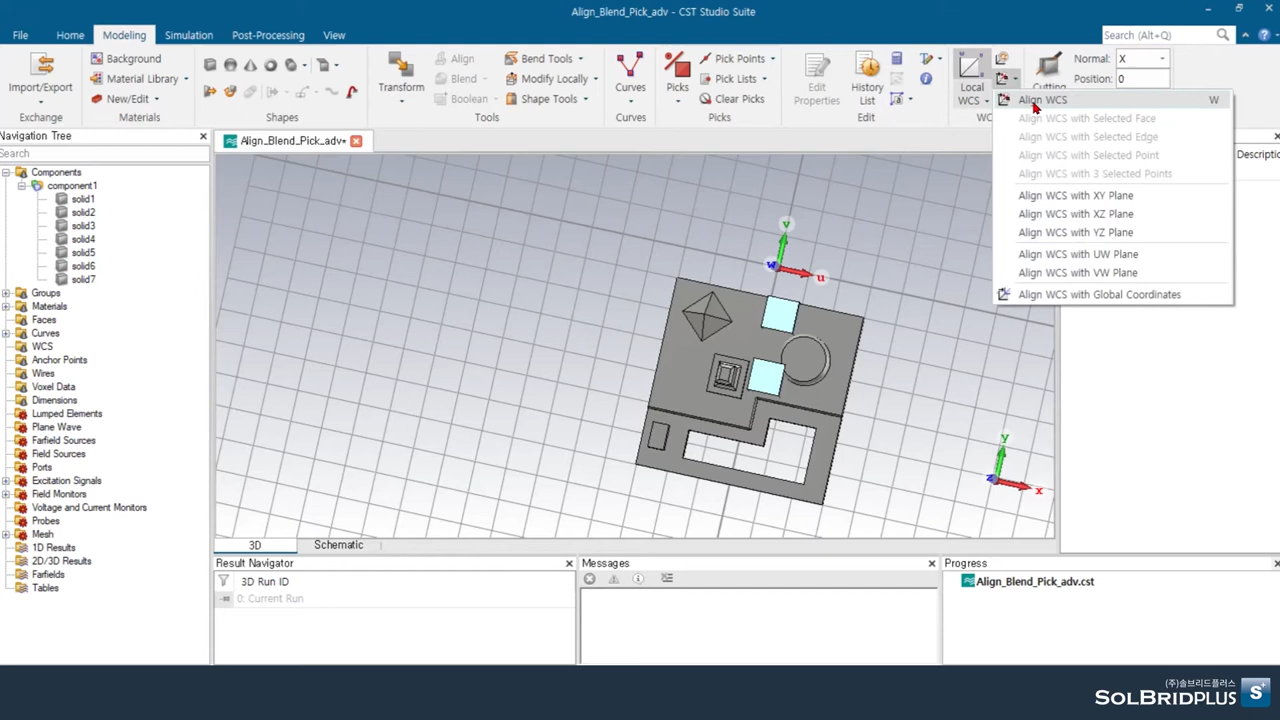 Align_Blend_Pick_adv - CST Studio Suite
File Home Modeling Simulation Post-Processing View Search (Alt+Q)
Import/Export
Exchange
Background
Material Library
New/Edit
Materials
Shapes
Transform
Align
Blend
Boolean
Bend Tools
Modify Locally
Shape Tools
Tools
Curves
Curves
Picks
Pick Points
Pick Lists
Clear Picks
Picks
Edit
Properties
History
List
Edit
Local
WCS
Cutting
Normal: X
Position: 0
Align WCS W
Align WCS with Selected Face
Align WCS with Selected Edge
Align WCS with Selected Point
Align WCS with 3 Selected Points
Align WCS with XY Plane
Align WCS with XZ Plane
Align WCS with YZ Plane
Align WCS with UW Plane
Align WCS with VW Plane
Align WCS with Global Coordinates
Navigation Tree
Search
Components
component1
solid1
solid2
solid3
solid4
solid5
solid6
solid7
Groups
Materials
Faces
Curves
WCS
Anchor Points
Wires
Voxel Data
Dimensions
Lumped Elements
Plane Wave
Farfield Sources
Field Sources
Ports
Excitation Signals
Field Monitors
Voltage and Current Monitors
Probes
Mesh
1D Results
2D/3D Results
Farfields
Tables
Align_Blend_Pick_adv*
v
w
u
y
z
x
Descriptio
3D Schematic
Result Navigator
3D Run ID
0: Current Run
Messages
Progress
Align_Blend_Pick_adv.cst
(주)솔브리드플러스
SOLBRIDPLUS S+